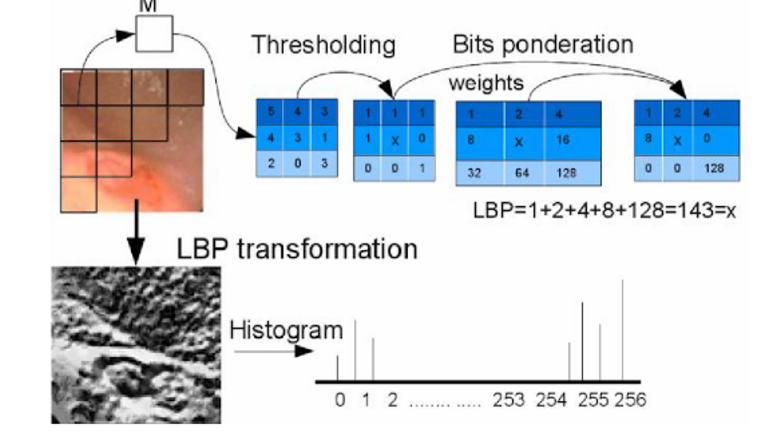 M
Thresholding
Bits ponderation
weights
5 4 3
4 3 1
2 0 3
1 1 1
1 x 0
0 0 1
1 2 4
8 x 16
32 64 128
1 2 4
8 x 0
0 0 128
LBP=1+2+4+8+128=143=x
LBP transformation
Histogram
0 1 2 ........ ..... 253 254 255 256